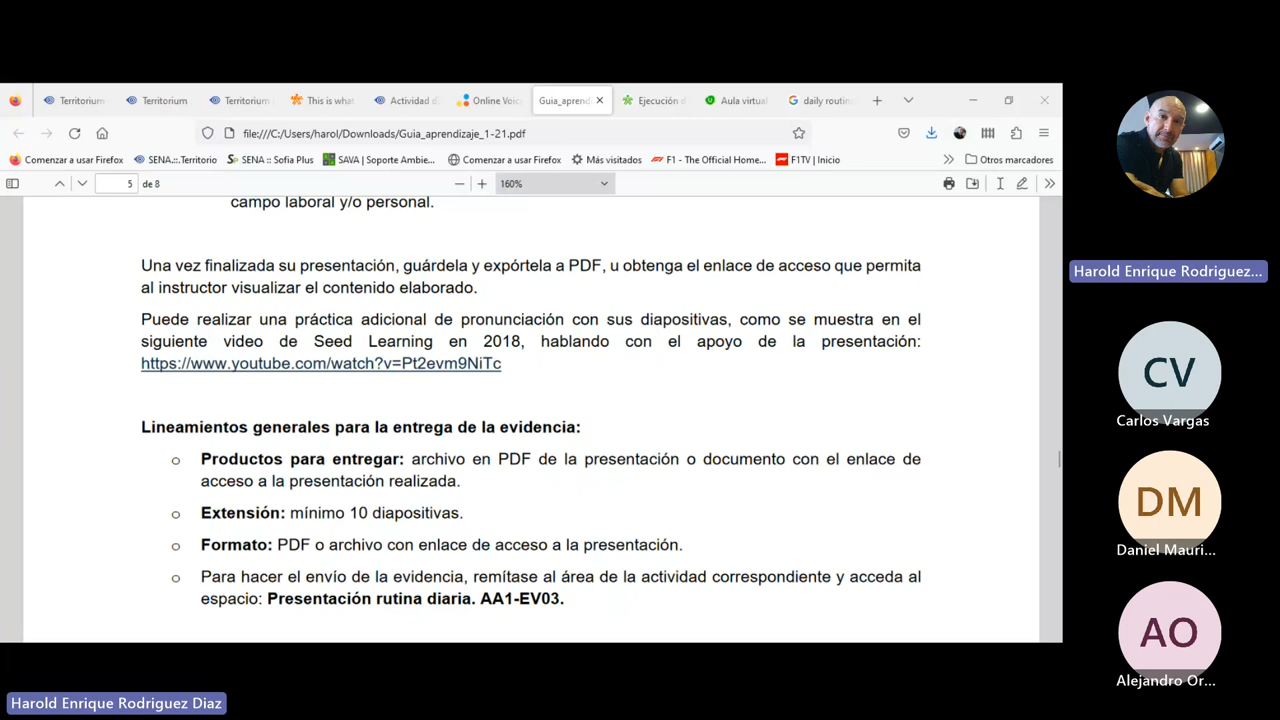 Territorium
Territorium
Territorium
This is what
Actividad d
Online Voic
Guia_aprend
Ejecución d
Aula virtual
daily routin
file:///C:/Users/harol/Downloads/Guia_aprendizaje_1-21.pdf
Comenzar a usar Firefox
SENA.::.Territorio
SENA :: Sofia Plus
SAVA | Soporte Ambie...
Comenzar a usar Firefox
Más visitados
F1 - The Official Home...
F1TV | Inicio
Otros marcadores
5 de 8
160%
campo laboral y/o personal.
Una vez finalizada su presentación, guárdela y expórtela a PDF, u obtenga el enlace de acceso que permita
al instructor visualizar el contenido elaborado.
Puede realizar una práctica adicional de pronunciación con sus diapositivas, como se muestra en el
siguiente video de Seed Learning en 2018, hablando con el apoyo de la presentación:
https://www.youtube.com/watch?v=Pt2evm9NiTc
Lineamientos generales para la entrega de la evidencia:
o Productos para entregar: archivo en PDF de la presentación o documento con el enlace de
acceso a la presentación realizada.
o Extensión: mínimo 10 diapositivas.
o Formato: PDF o archivo con enlace de acceso a la presentación.
o Para hacer el envío de la evidencia, remítase al área de la actividad correspondiente y acceda al
espacio: Presentación rutina diaria. AA1-EV03.
Harold Enrique Rodriguez...
CV
Carlos Vargas
DM
Daniel Mauri...
AO
Alejandro Or...
Harold Enrique Rodriguez Diaz